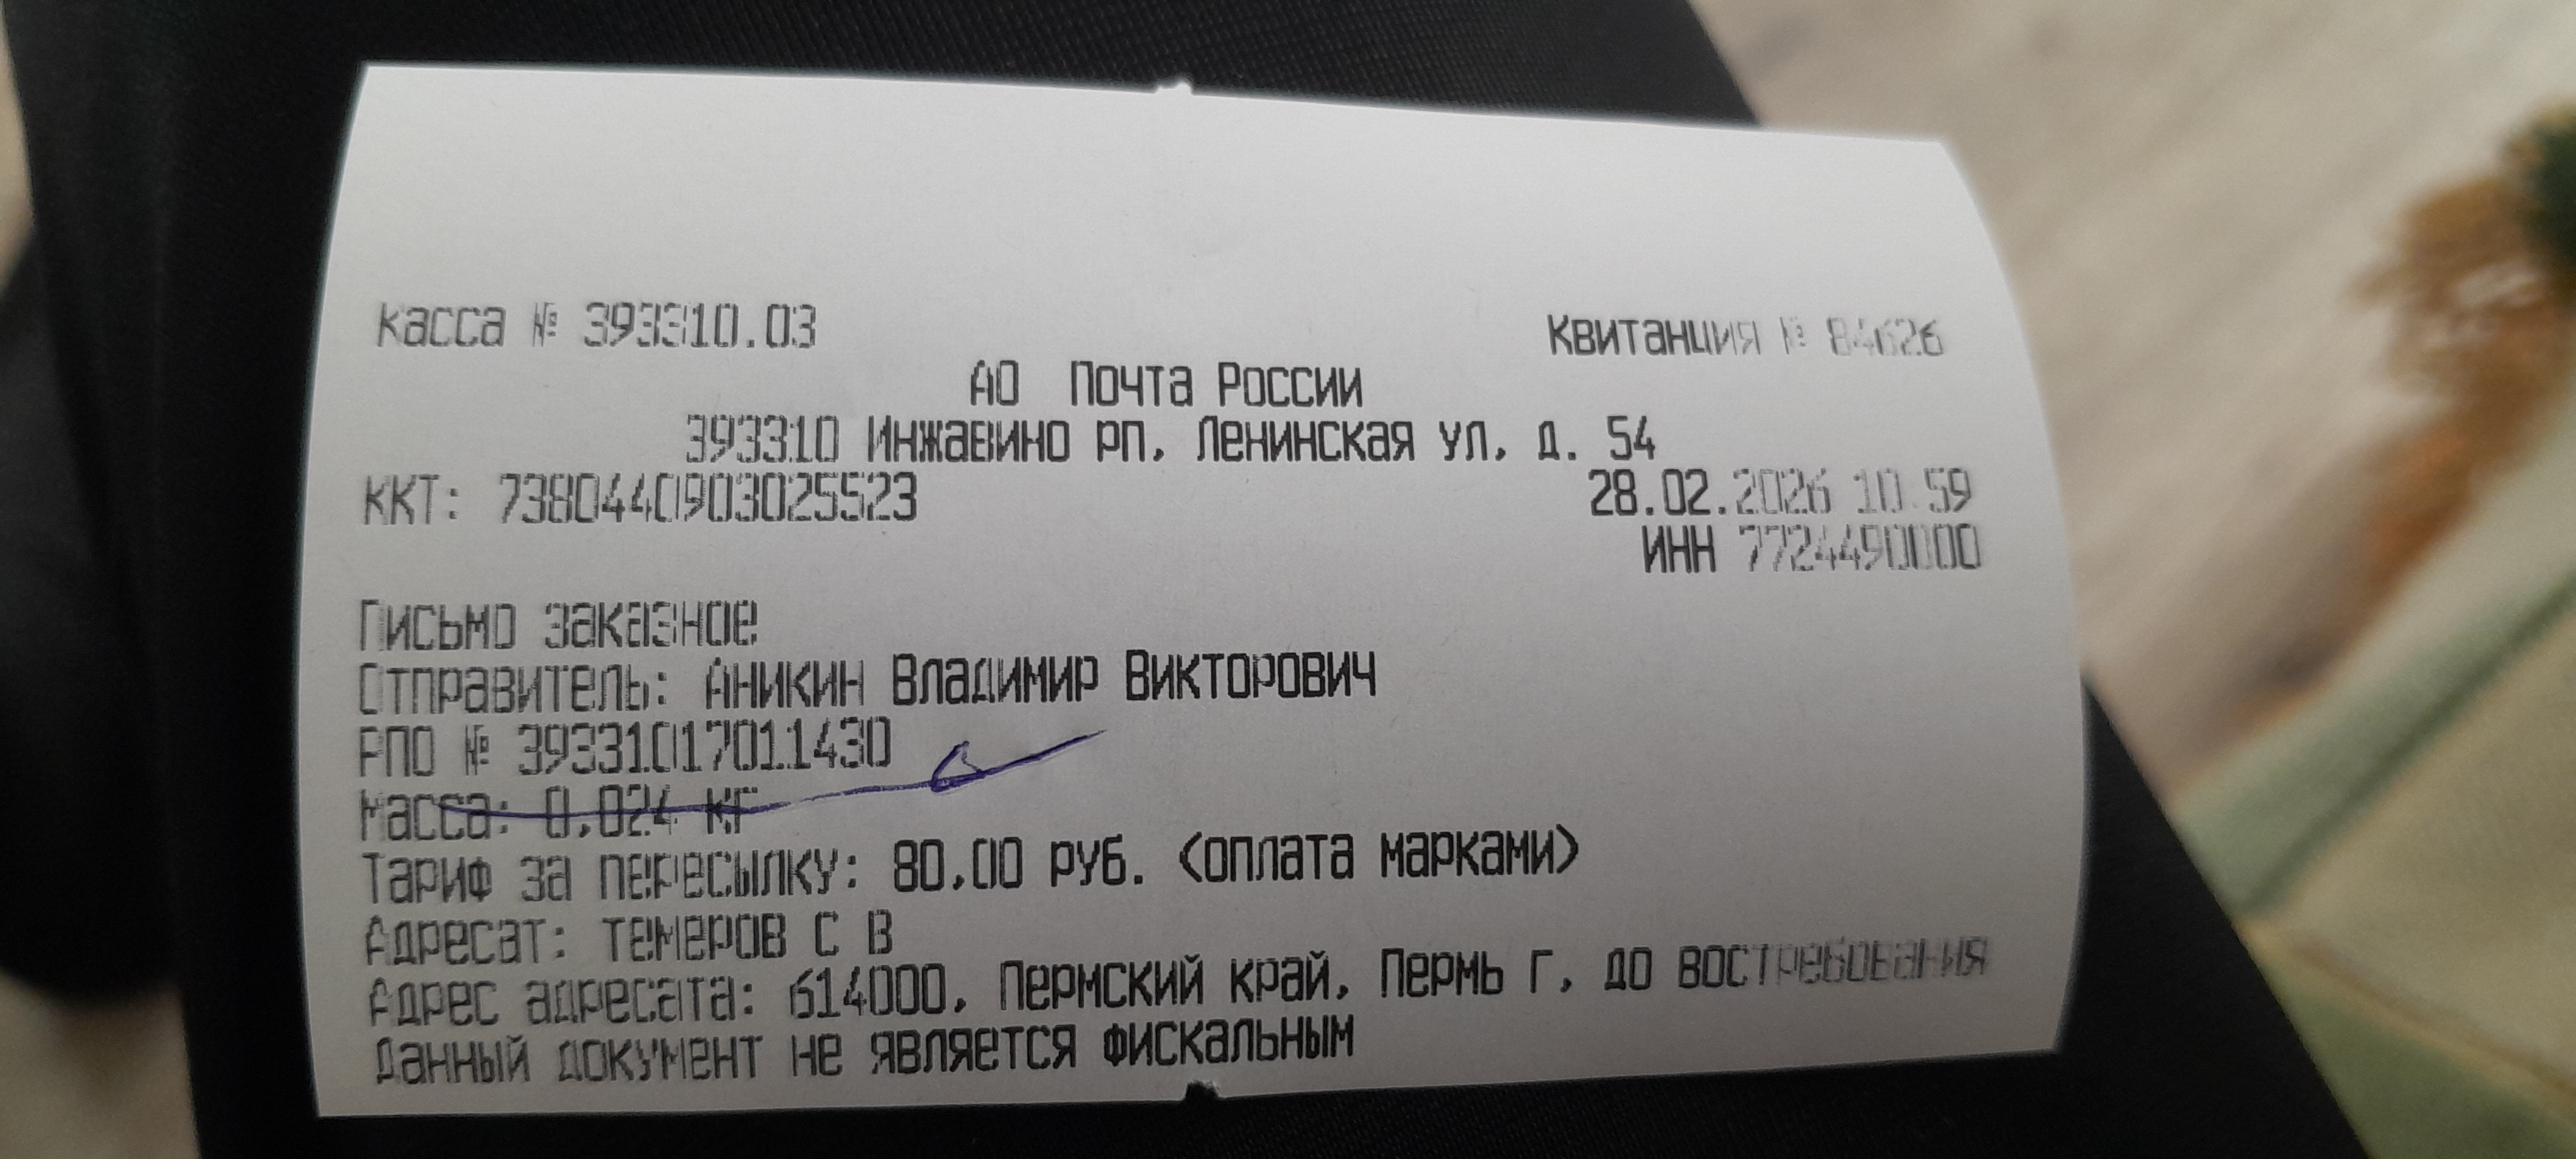 Касса № 393310.03 Квитанция № 84626
АО Почта России
393310 Инжавино рп, Ленинская ул, д. 54
ККТ: 7380440903025523 28.02.2026 10:59
ИНН 7724490000
Письмо заказное
Отправитель: Аникин Владимир Викторович
РПО № 39331017011430
Масса: 0,024 кг
Тариф за пересылку: 80,00 руб. <оплата марками>
Адресат: темеров С В
Адрес адресата: 614000, Пермский край, Пермь г, до востребования
Данный документ не является фискальным